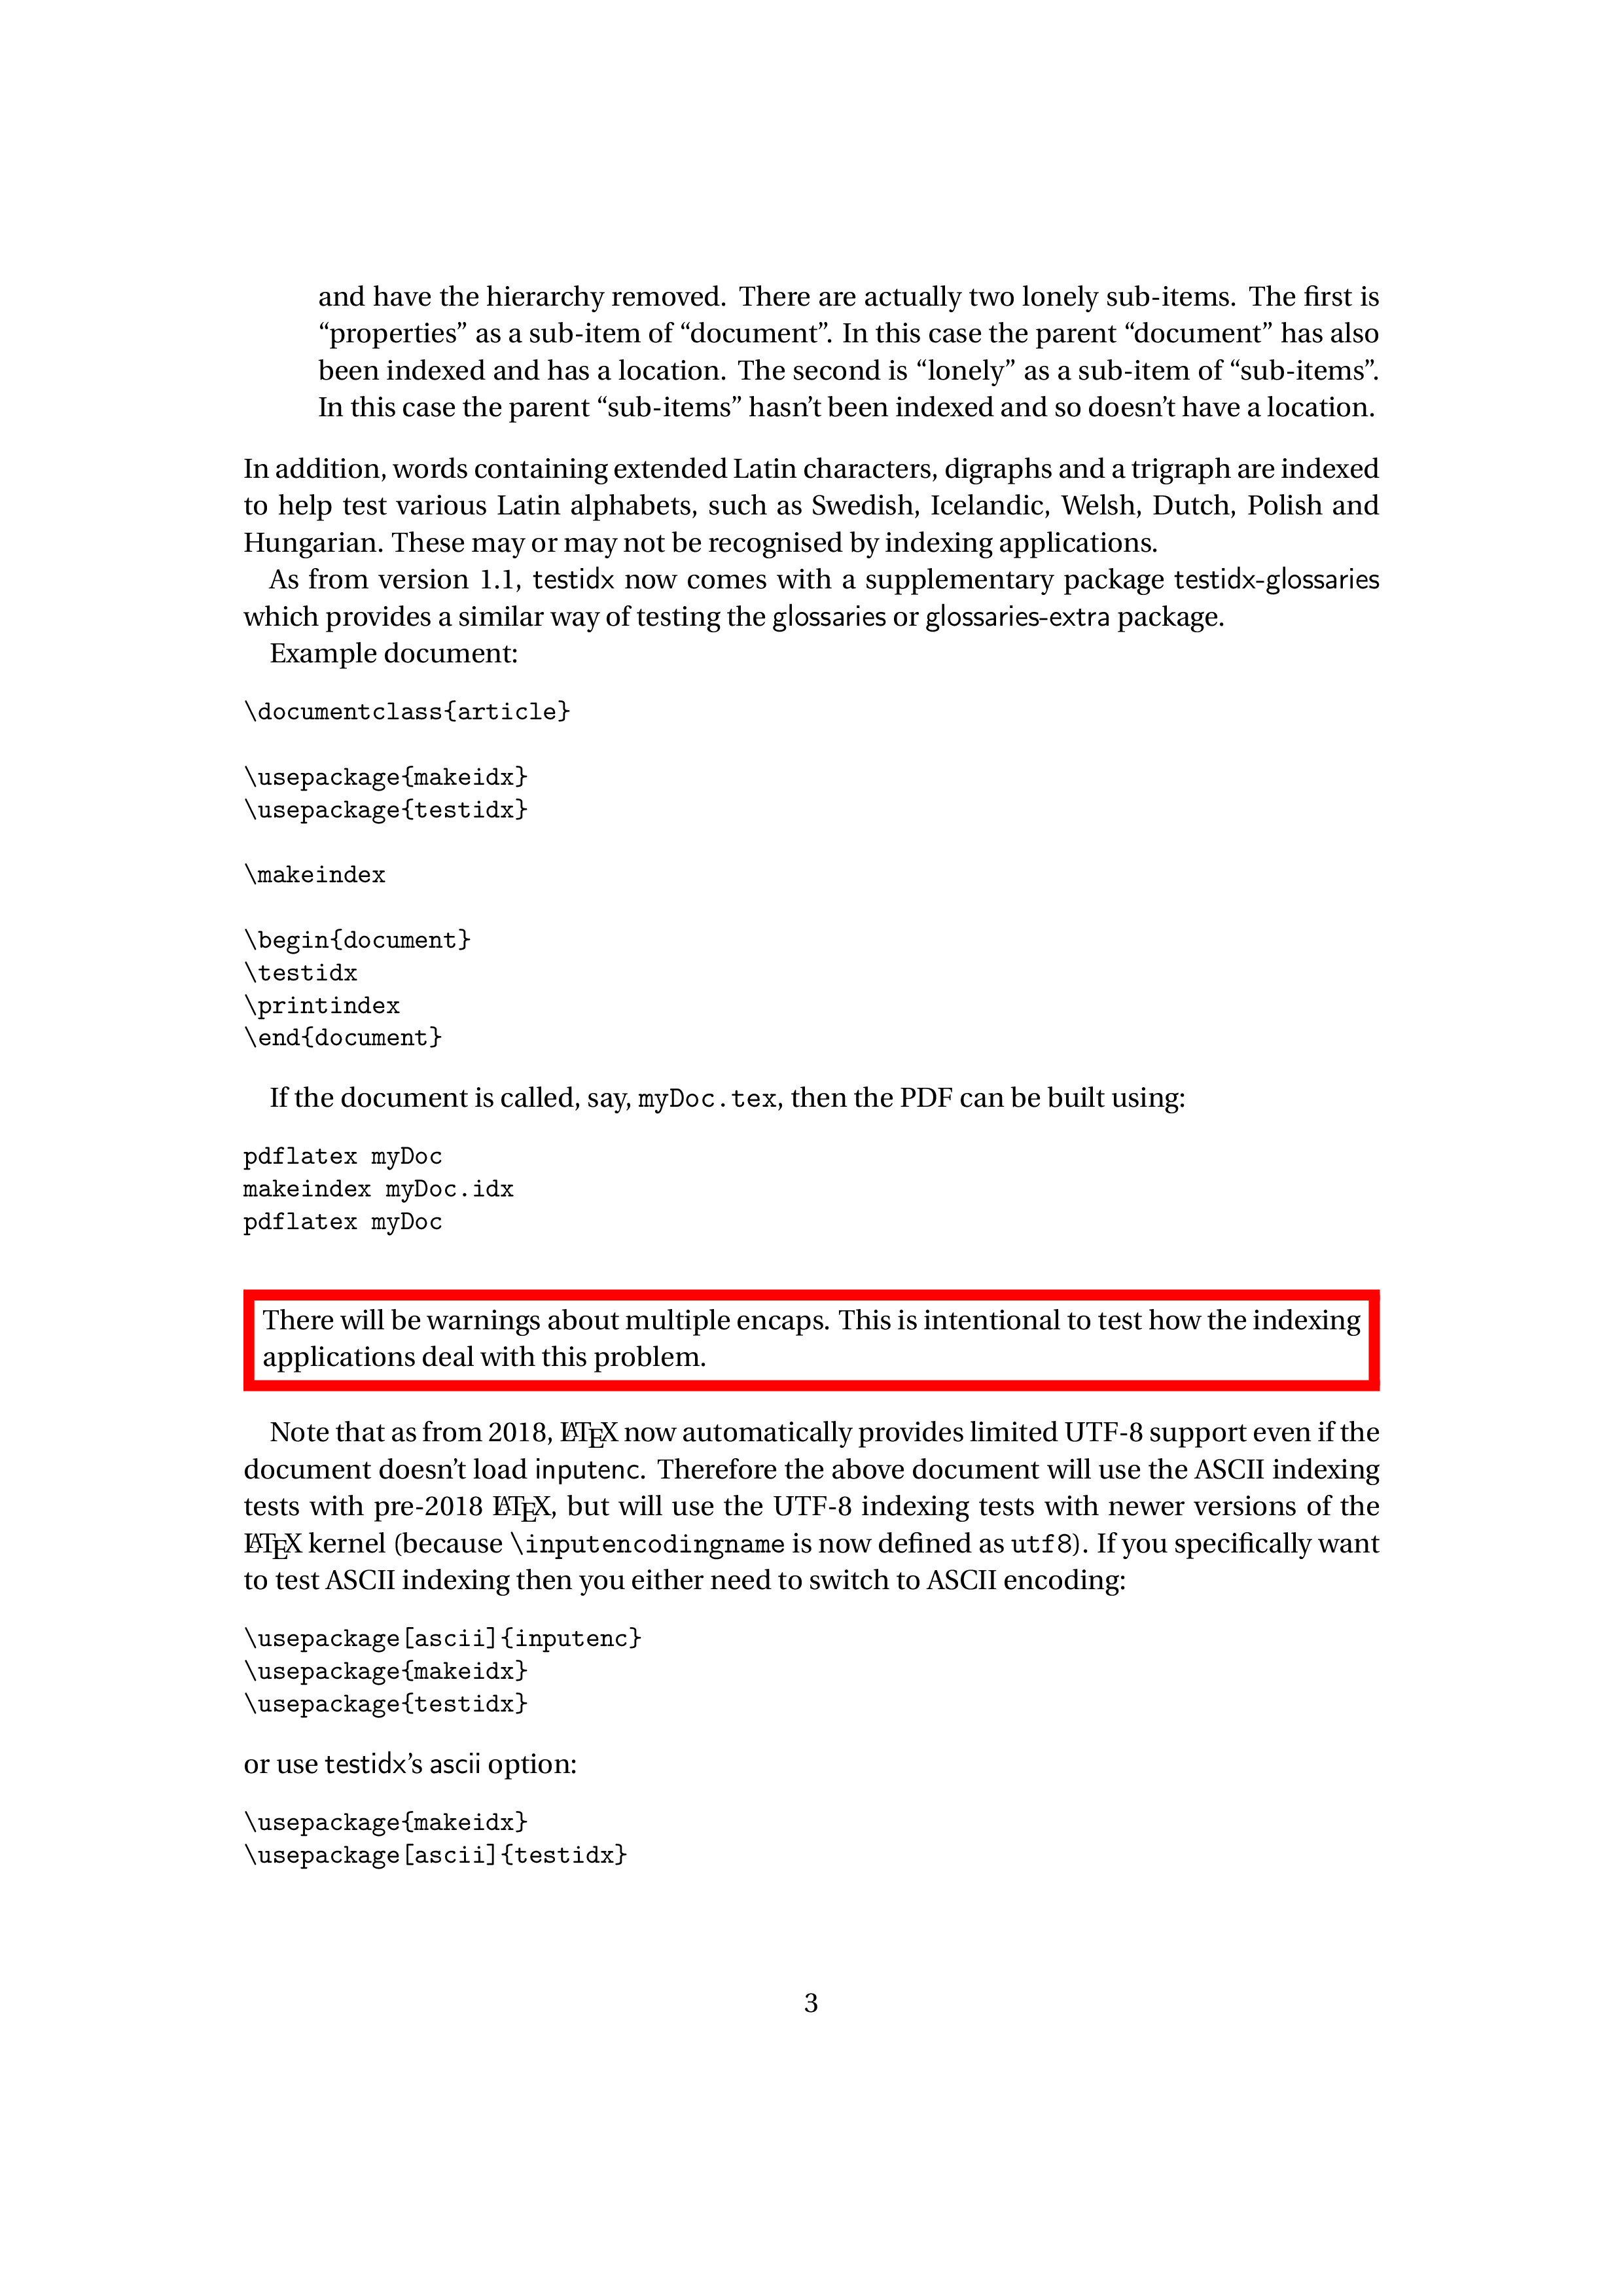 and have the hierarchy removed. There are actually two lonely sub-items. The first is
“properties” as a sub-item of “document”. In this case the parent “document” has also
been indexed and has a location. The second is “lonely” as a sub-item of “sub-items”.
In this case the parent “sub-items” hasn’t been indexed and so doesn’t have a location.
In addition, words containing extended Latin characters, digraphs and a trigraph are indexed
to help test various Latin alphabets, such as Swedish, Icelandic, Welsh, Dutch, Polish and
Hungarian. These may or may not be recognised by indexing applications.
As from version 1.1, testidx now comes with a supplementary package testidx-glossaries
which provides a similar way of testing the glossaries or glossaries-extra package.
Example document:
\documentclass{article}
\usepackage{makeidx}
\usepackage{testidx}
\makeindex
\begin{document}
\testidx
\printindex
\end{document}
If the document is called, say, myDoc.tex, then the PDF can be built using:
pdflatex myDoc
makeindex myDoc.idx
pdflatex myDoc
There will be warnings about multiple encaps. This is intentional to test how the indexing
applications deal with this problem.
Note that as from 2018, LATEX now automatically provides limited UTF-8 support even if the
document doesn’t load inputenc. Therefore the above document will use the ASCII indexing
tests with pre-2018 LATEX, but will use the UTF-8 indexing tests with newer versions of the
LATEX kernel (because \inputencodingname is now defined as utf8). If you specifically want
to test ASCII indexing then you either need to switch to ASCII encoding:
\usepackage[ascii]{inputenc}
\usepackage{makeidx}
\usepackage{testidx}
or use testidx’s ascii option:
\usepackage{makeidx}
\usepackage[ascii]{testidx}
3